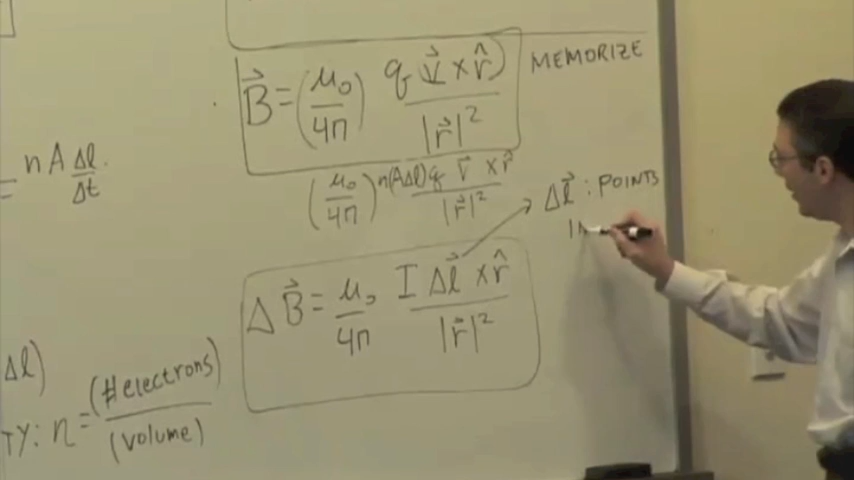 B⃗ = (μ₀/4π) q v⃗ × r̂ / |r⃗|²
MEMORIZE
= n A Δl/Δt
(μ₀/4π) n(AΔl)q v⃗ × r̂ / |r⃗|²
Δl⃗ : POINTS
IN
ΔB⃗ = μ₀/4π I Δl⃗ × r̂ / |r⃗|²
Δl)
TY: n = (#electrons)/(volume)